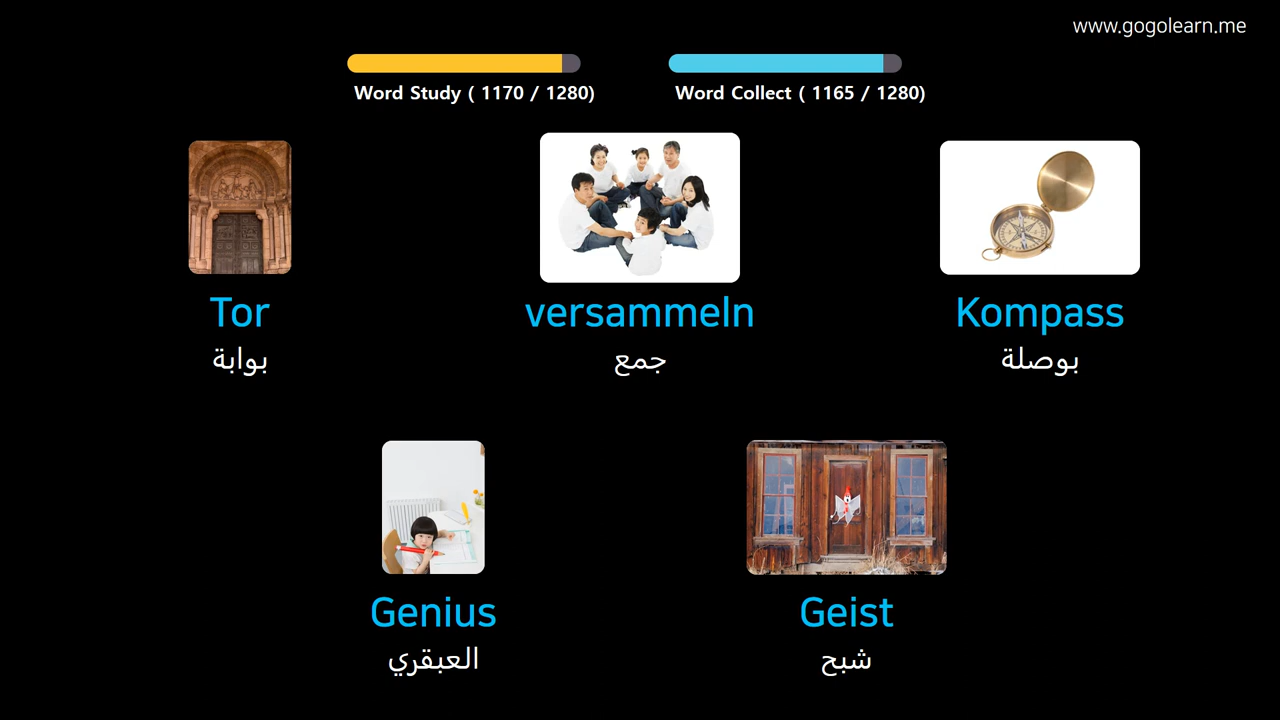 www.gogolearn.me
Word Study ( 1170 / 1280)
Word Collect ( 1165 / 1280)
Tor
بوابة
versammeln
جمع
Kompass
بوصلة
Genius
العبقري
Geist
شبح